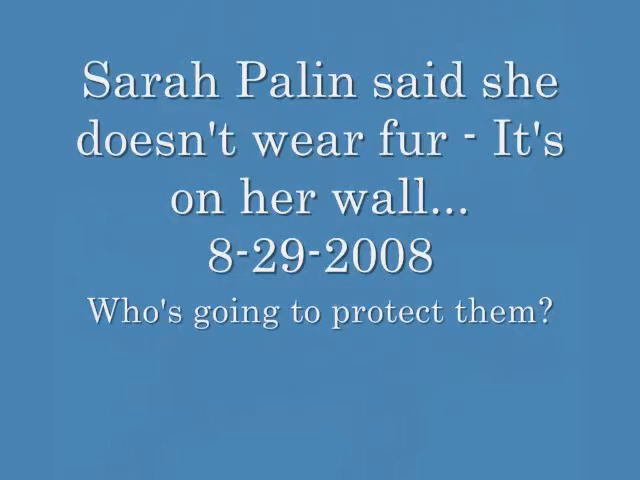 Sarah Palin said she
doesn't wear fur - It's
on her wall...
8-29-2008
Who's going to protect them?